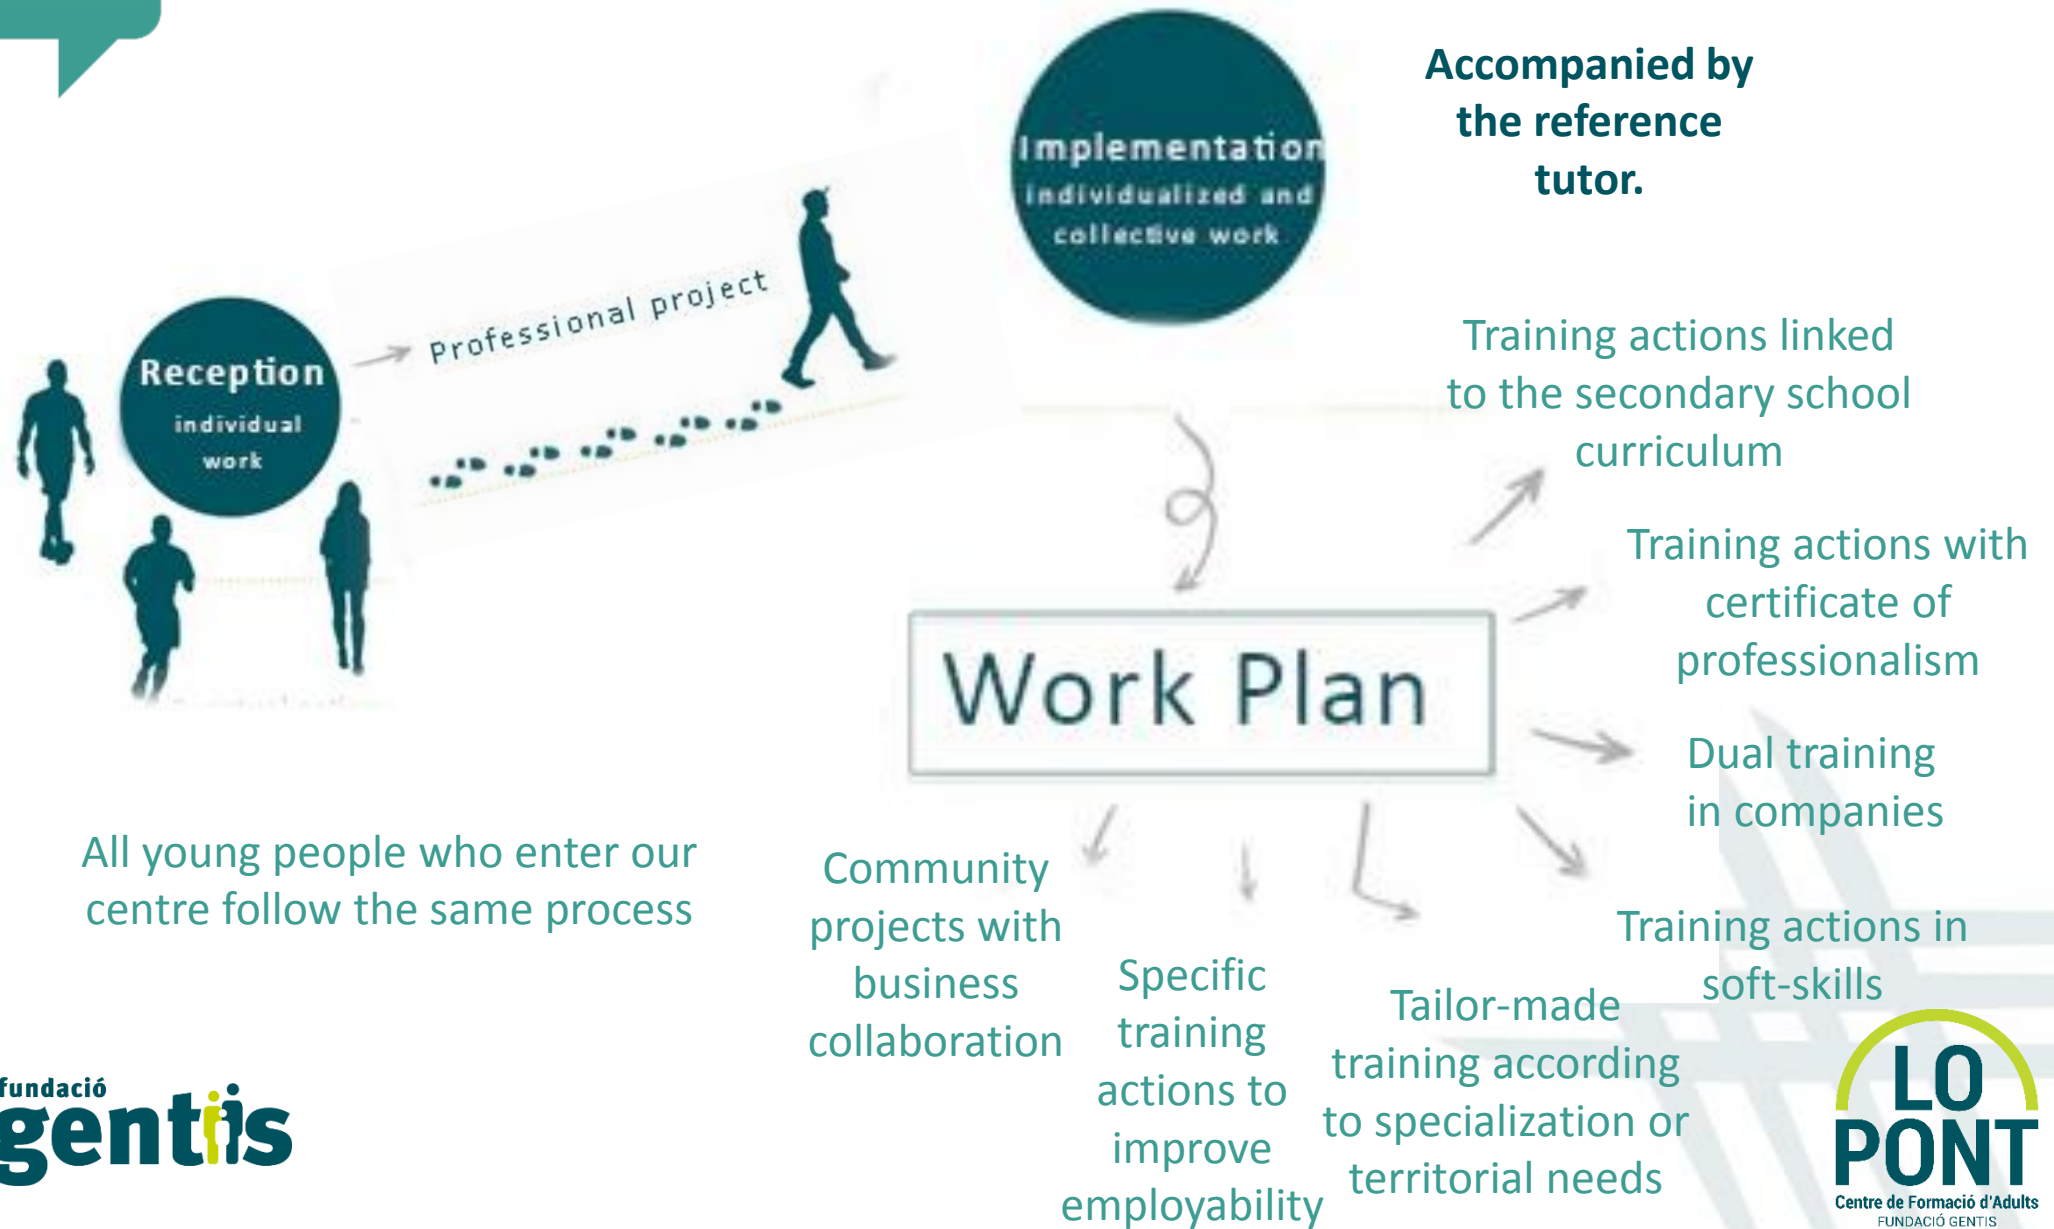 Accompanied by
the reference
tutor.
Implementation
individualized and
collective work
Professional project
Reception
individual
work
Training actions linked
to the secondary school
curriculum
Training actions with
certificate of
professionalism
Work Plan
Dual training
in companies
All young people who enter our
centre follow the same process
Community
projects with
business
collaboration
Specific
training
actions to
improve
employability
Tailor-made
training according
to specialization or
territorial needs
Training actions in
soft-skills
fundació
gentis
LO
PONT
Centre de Formació d'Adults
FUNDACIÓ GENTIS